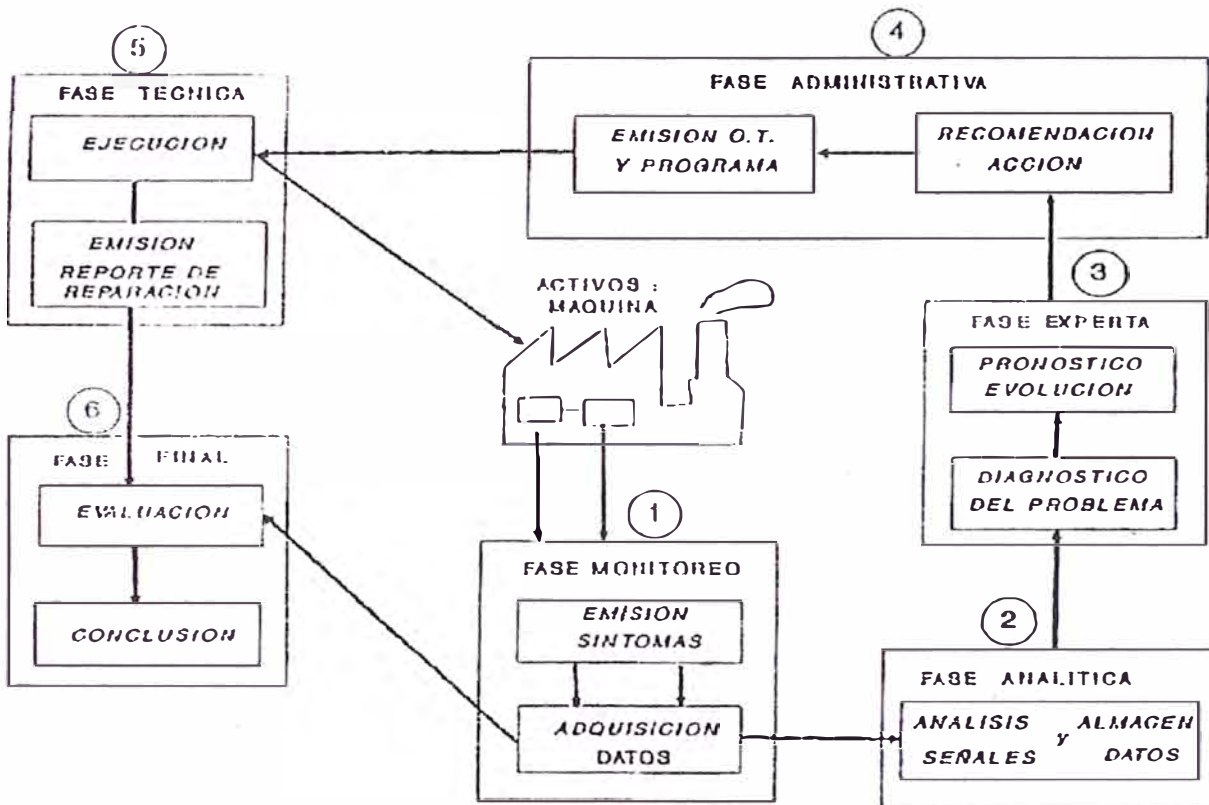 5
FASE TECNICA
EJECUCION
EMISION
REPORTE DE
REPARACION
4
FASE ADMINISTRATIVA
EMISION O.T.
Y PROGRAMA
RECOMENDACION
ACCION
ACTIVOS :
MAQUINA
3
FASE EXPERTA
PRONOSTICO
EVOLUCION
DIAGNOSTICO
DEL PROBLEMA
6
FASE FINAL
EVALUACION
CONCLUSION
1
FASE MONITOREO
EMISION
SINTOMAS
ADQUISICION
DATOS
2
FASE ANALITICA
ANALISIS y ALMAGEN
SEÑALES DATOS